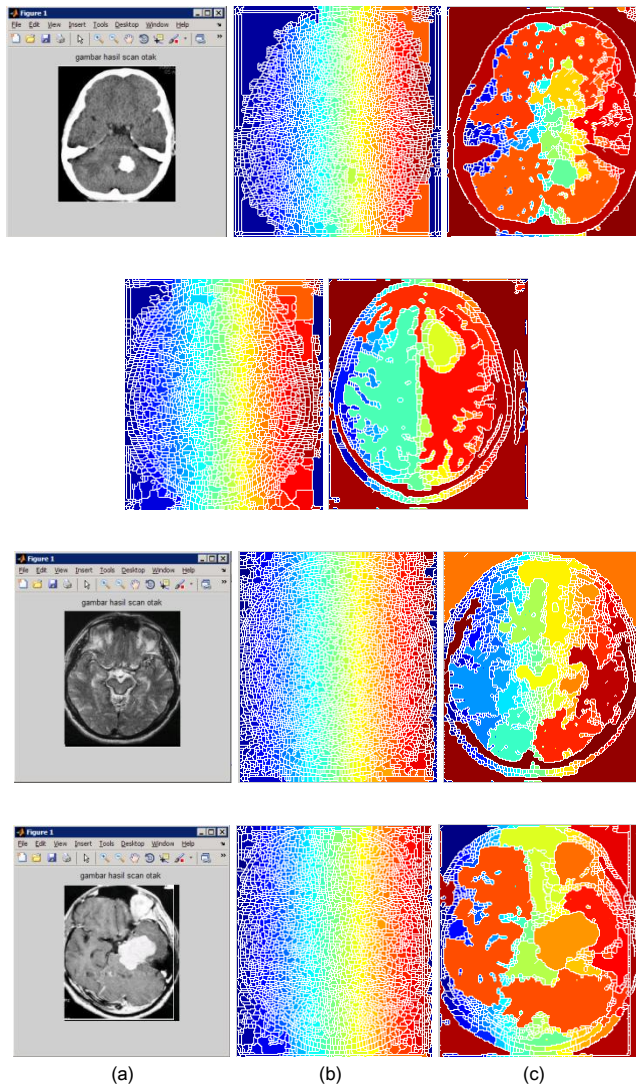 Figure 1
File Edit View Insert Tools Desktop Window Help
gambar hasil scan otak
Figure 1
File Edit View Insert Tools Desktop Window Help
gambar hasil scan otak
Figure 1
File Edit View Insert Tools Desktop Window Help
gambar hasil scan otak
(a) (b) (c)